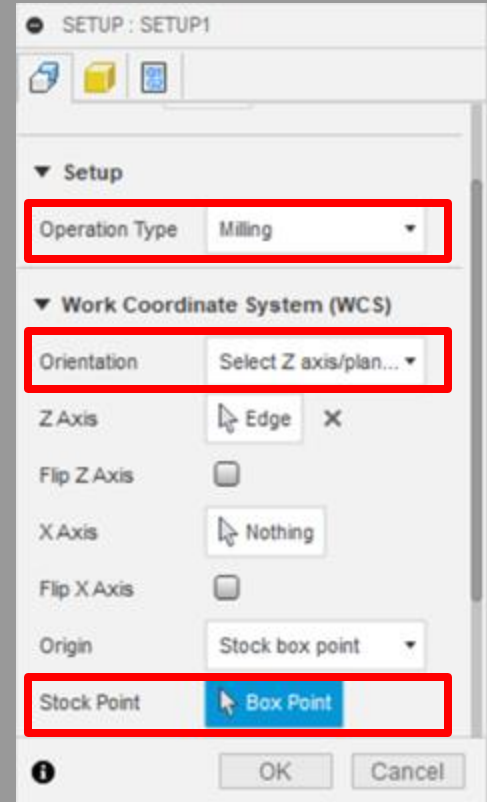 SETUP : SETUP1
Setup
Operation Type Milling
Work Coordinate System (WCS)
Orientation Select Z axis/plan...
Z Axis Edge
Flip Z Axis
X Axis Nothing
Flip X Axis
Origin Stock box point
Stock Point Box Point
OK Cancel